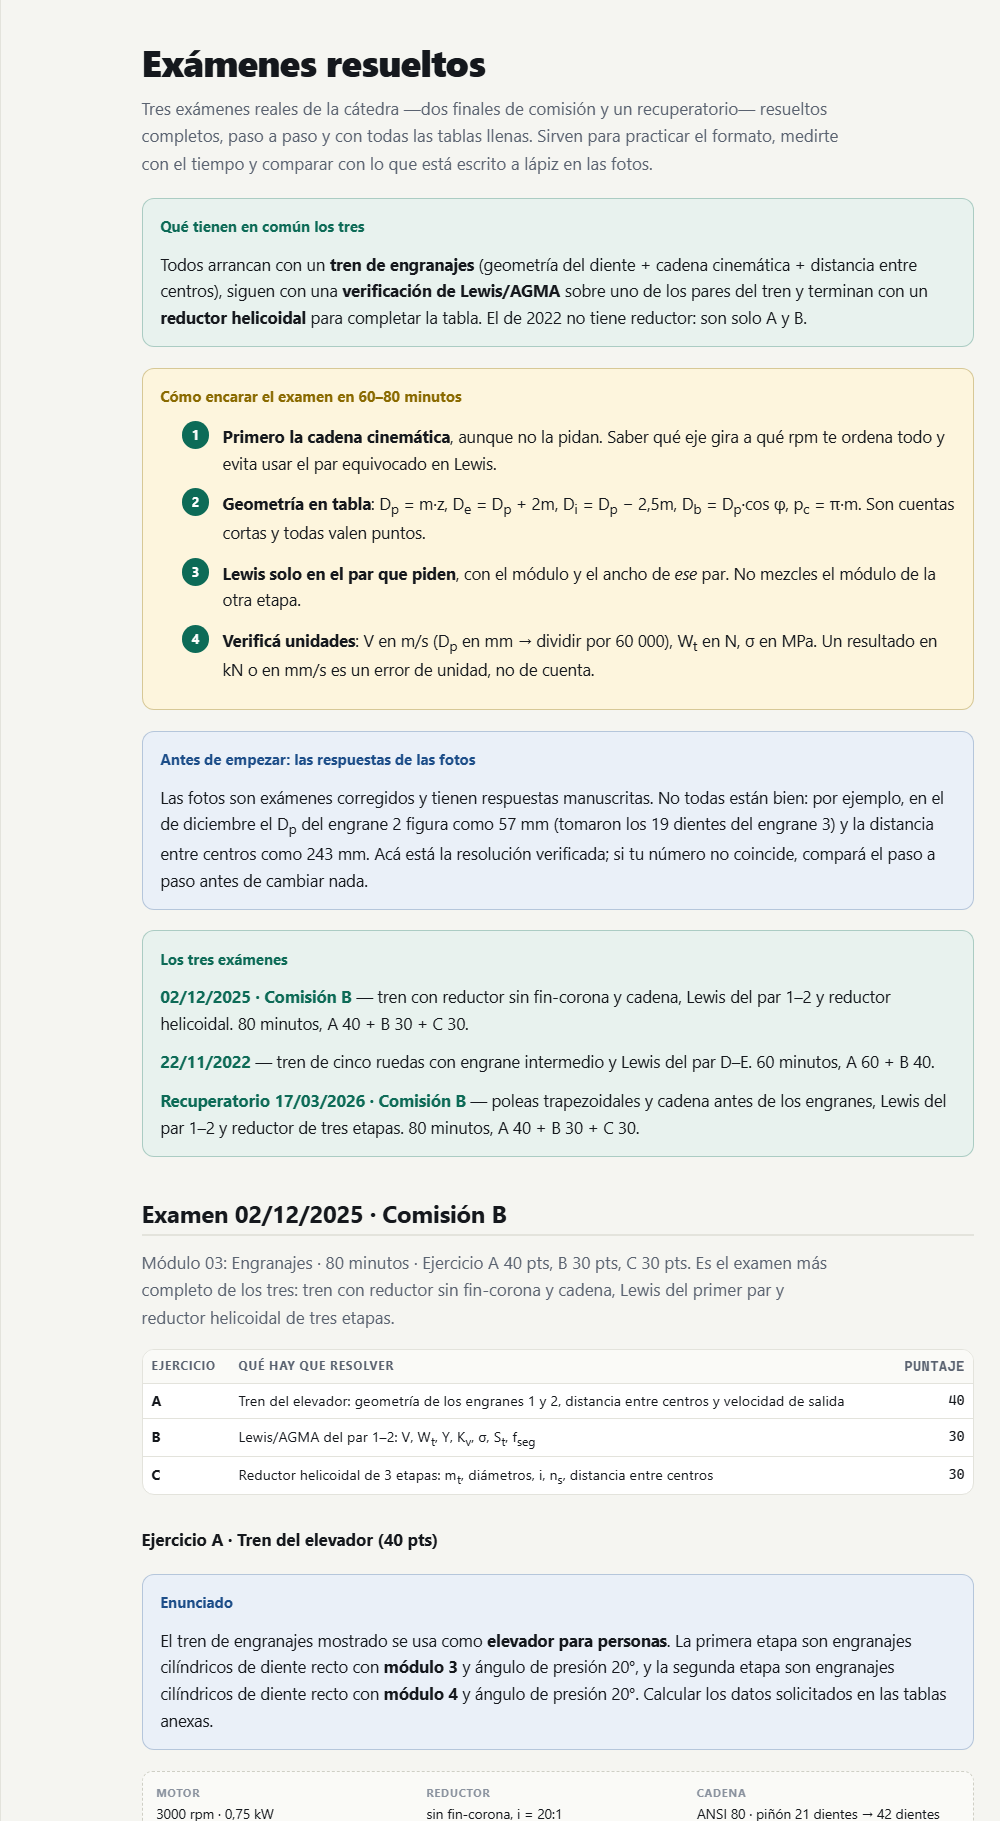 Exámenes resueltos
Tres exámenes reales de la cátedra —dos finales de comisión y un recuperatorio— resueltos
completos, paso a paso y con todas las tablas llenas. Sirven para practicar el formato, medirte
con el tiempo y comparar con lo que está escrito a lápiz en las fotos.
Qué tienen en común los tres
Todos arrancan con un tren de engranajes (geometría del diente + cadena cinemática + distancia entre
centros), siguen con una verificación de Lewis/AGMA sobre uno de los pares del tren y terminan con un
reductor helicoidal para completar la tabla. El de 2022 no tiene reductor: son solo A y B.
Cómo encarar el examen en 60–80 minutos
1 Primero la cadena cinemática, aunque no la pidan. Saber qué eje gira a qué rpm te ordena todo y
evita usar el par equivocado en Lewis.
2 Geometría en tabla: Dp = m·z, De = Dp + 2m, Di = Dp − 2,5m, Db = Dp·cos φ, pc = π·m. Son cuentas
cortas y todas valen puntos.
3 Lewis solo en el par que piden, con el módulo y el ancho de ese par. No mezcles el módulo de la
otra etapa.
4 Verificá unidades: V en m/s (Dp en mm → dividir por 60 000), Wt en N, σ en MPa. Un resultado en
kN o en mm/s es un error de unidad, no de cuenta.
Antes de empezar: las respuestas de las fotos
Las fotos son exámenes corregidos y tienen respuestas manuscritas. No todas están bien: por ejemplo, en el
de diciembre el Dp del engrane 2 figura como 57 mm (tomaron los 19 dientes del engrane 3) y la distancia
entre centros como 243 mm. Acá está la resolución verificada; si tu número no coincide, compará el paso a
paso antes de cambiar nada.
Los tres exámenes
02/12/2025 · Comisión B — tren con reductor sin fin-corona y cadena, Lewis del par 1–2 y reductor
helicoidal. 80 minutos, A 40 + B 30 + C 30.
22/11/2022 — tren de cinco ruedas con engrane intermedio y Lewis del par D–E. 60 minutos, A 60 + B 40.
Recuperatorio 17/03/2026 · Comisión B — poleas trapezoidales y cadena antes de los engranes, Lewis del
par 1–2 y reductor de tres etapas. 80 minutos, A 40 + B 30 + C 30.
Examen 02/12/2025 · Comisión B
Módulo 03: Engranajes · 80 minutos · Ejercicio A 40 pts, B 30 pts, C 30 pts. Es el examen más
completo de los tres: tren con reductor sin fin-corona y cadena, Lewis del primer par y
reductor helicoidal de tres etapas.
EJERCICIO QUÉ HAY QUE RESOLVER PUNTAJE
A Tren del elevador: geometría de los engranes 1 y 2, distancia entre centros y velocidad de salida 40
B Lewis/AGMA del par 1–2: V, Wt, Y, Kv, σ, St, fseg 30
C Reductor helicoidal de 3 etapas: mt, diámetros, i, ns, distancia entre centros 30
Ejercicio A · Tren del elevador (40 pts)
Enunciado
El tren de engranajes mostrado se usa como elevador para personas. La primera etapa son engranajes
cilíndricos de diente recto con módulo 3 y ángulo de presión 20°, y la segunda etapa son engranajes
cilíndricos de diente recto con módulo 4 y ángulo de presión 20°. Calcular los datos solicitados en las tablas
anexas.
MOTOR REDUCTOR CADENA
3000 rpm · 0,75 kW sin fin-corona, i = 20:1 ANSI 80 · piñón 21 dientes → 42 dientes